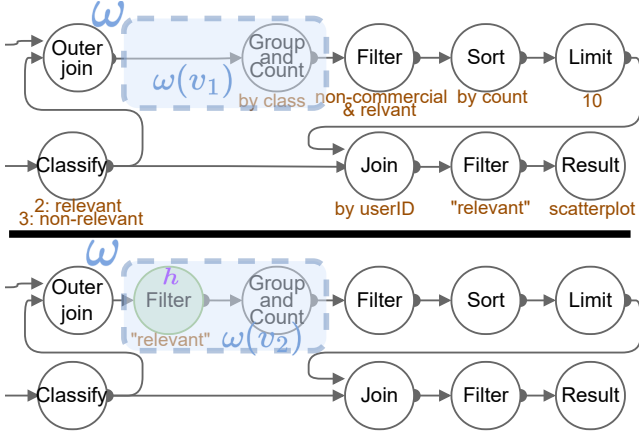 ω
Outer
join
ω(v₁)
Group
and
Count
by class
Filter
non-commercial
& relvant
Sort
by count
Limit
10
Classify
2: relevant
3: non-relevant
Join
by userID
Filter
"relevant"
Result
scatterplot
ω
Outer
join
h
Filter
"relevant"
Group
and
Count
ω(v₂)
Filter
Sort
Limit
Classify
Join
Filter
Result